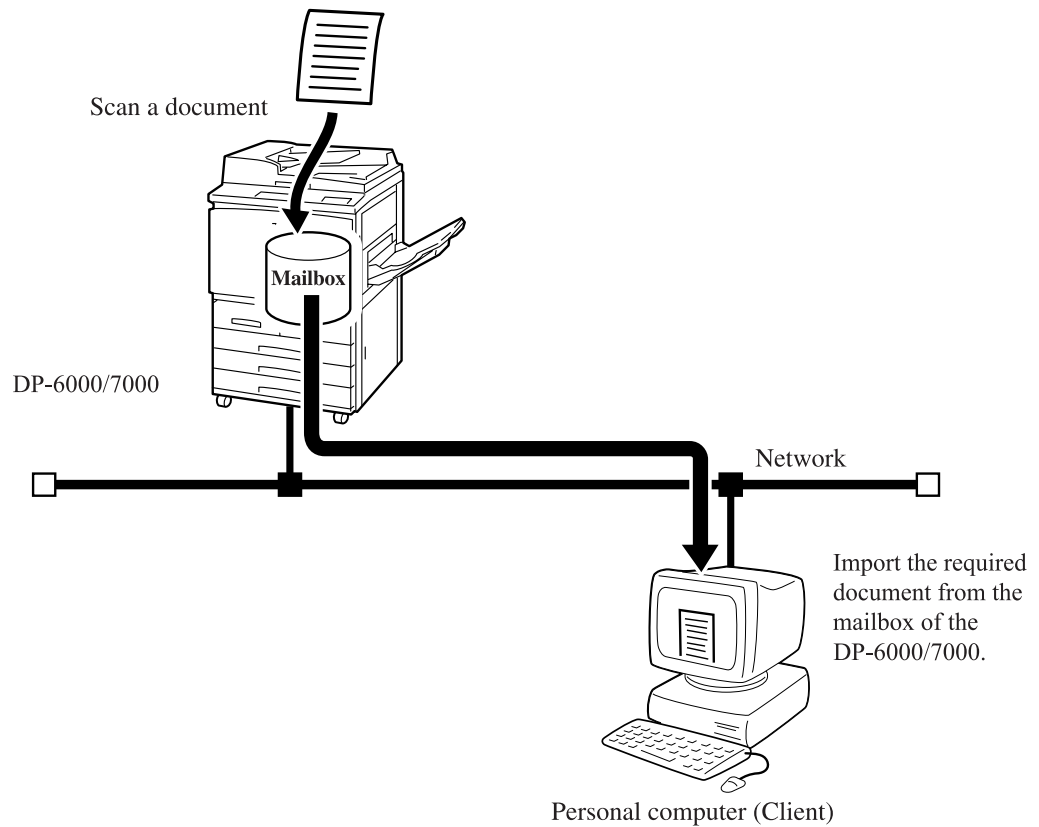 Scan a document
Mailbox
DP-6000/7000
Network
Import the required
document from the
mailbox of the
DP-6000/7000.
Personal computer (Client)